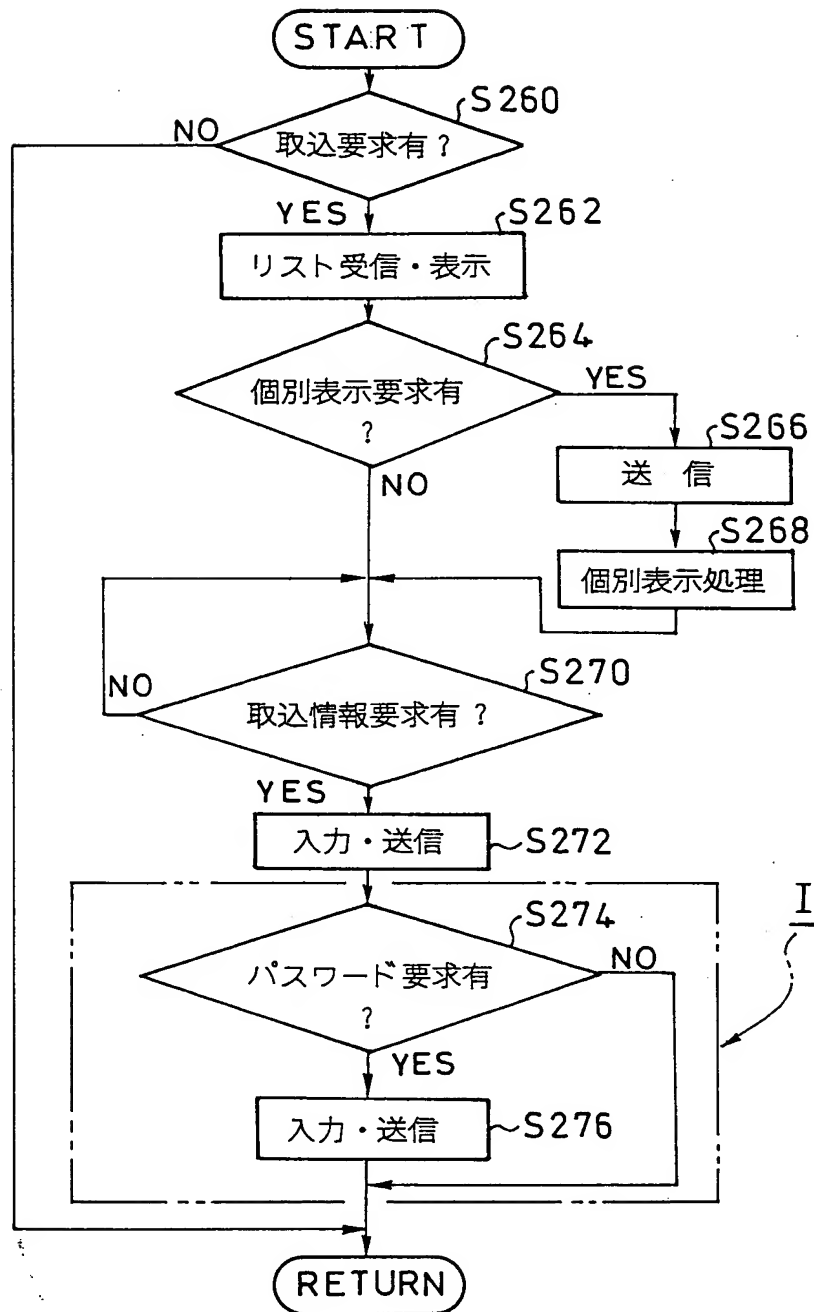 START
S260
NO
取込要求有?
YES
S262
リスト受信・表示
S264
個別表示要求有
?
YES
S266
送 信
NO
S268
個別表示処理
S270
NO
取込情報要求有?
YES
入力・送信
S272
I
S274
パスワード要求有
?
NO
YES
入力・送信
S276
RETURN